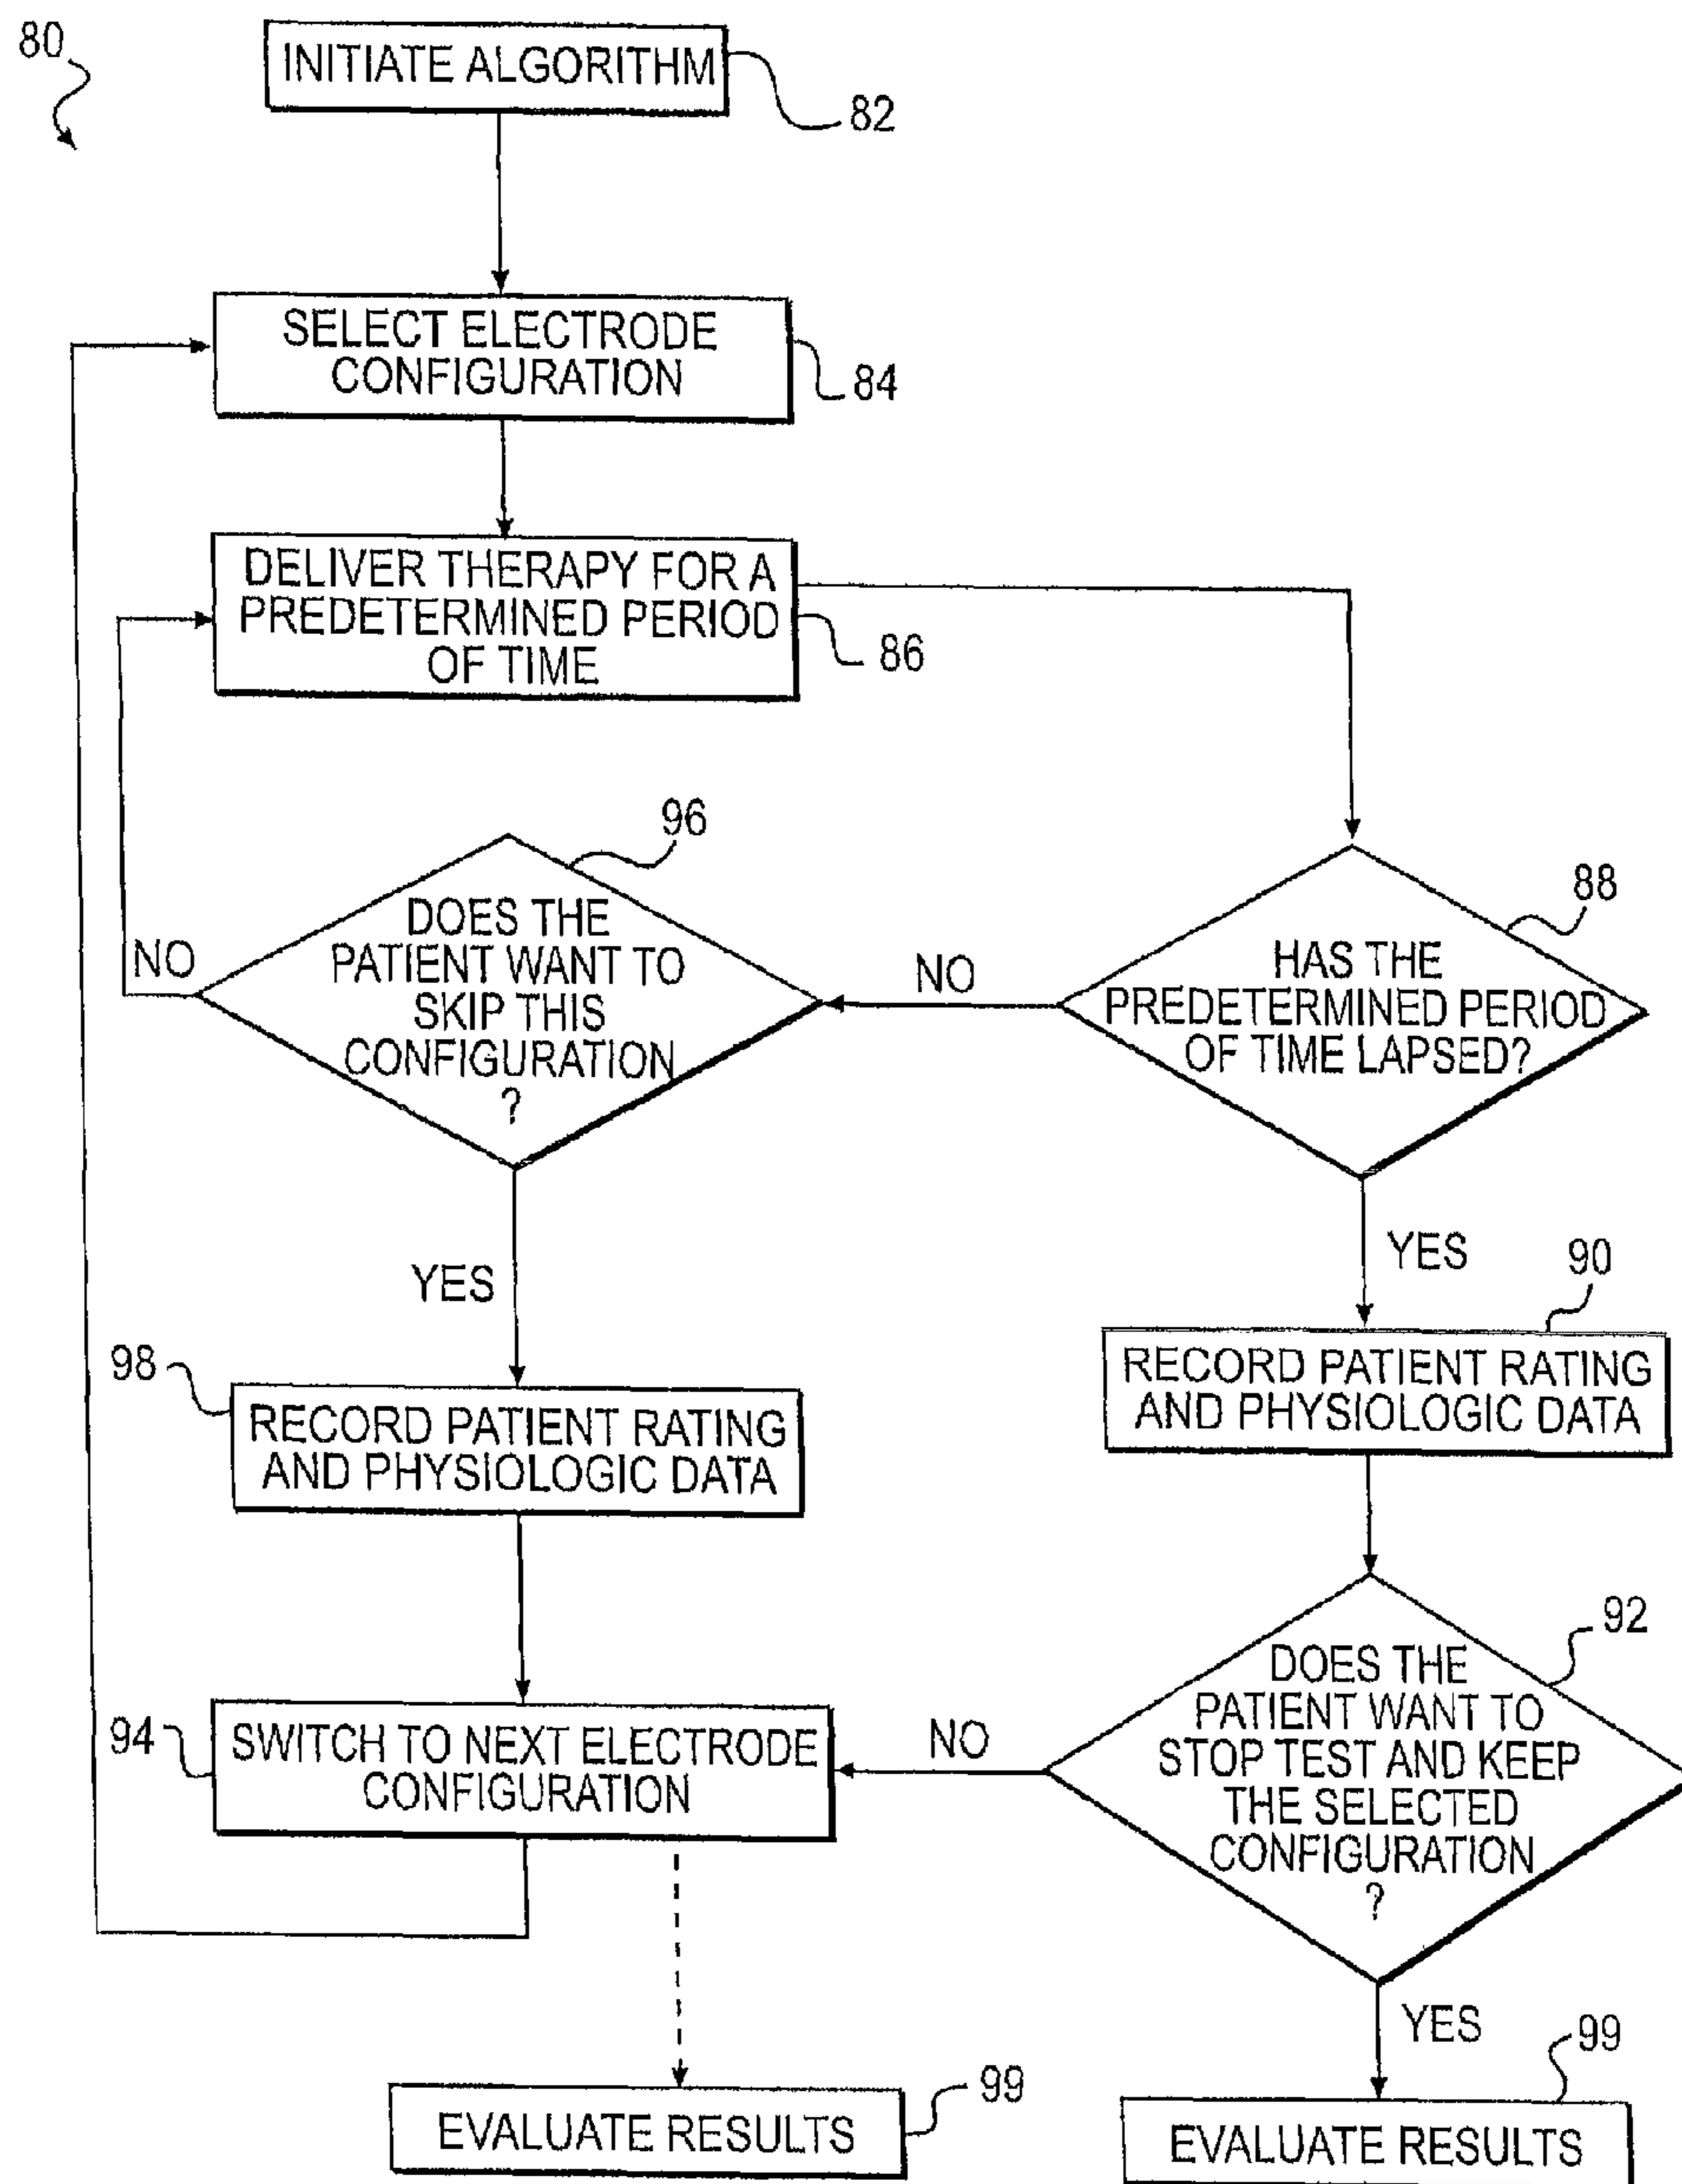 80
INITIATE ALGORITHM
82
SELECT ELECTRODE
CONFIGURATION
84
DELIVER THERAPY FOR A
PREDETERMINED PERIOD
OF TIME
86
96
DOES THE
PATIENT WANT TO
SKIP THIS
CONFIGURATION
?
NO
NO
88
HAS THE
PREDETERMINED PERIOD
OF TIME LAPSED?
YES
YES
90
RECORD PATIENT RATING
AND PHYSIOLOGIC DATA
98
RECORD PATIENT RATING
AND PHYSIOLOGIC DATA
92
DOES THE
PATIENT WANT TO
STOP TEST AND KEEP
THE SELECTED
CONFIGURATION
?
NO
94
SWITCH TO NEXT ELECTRODE
CONFIGURATION
YES
99
EVALUATE RESULTS
99
EVALUATE RESULTS